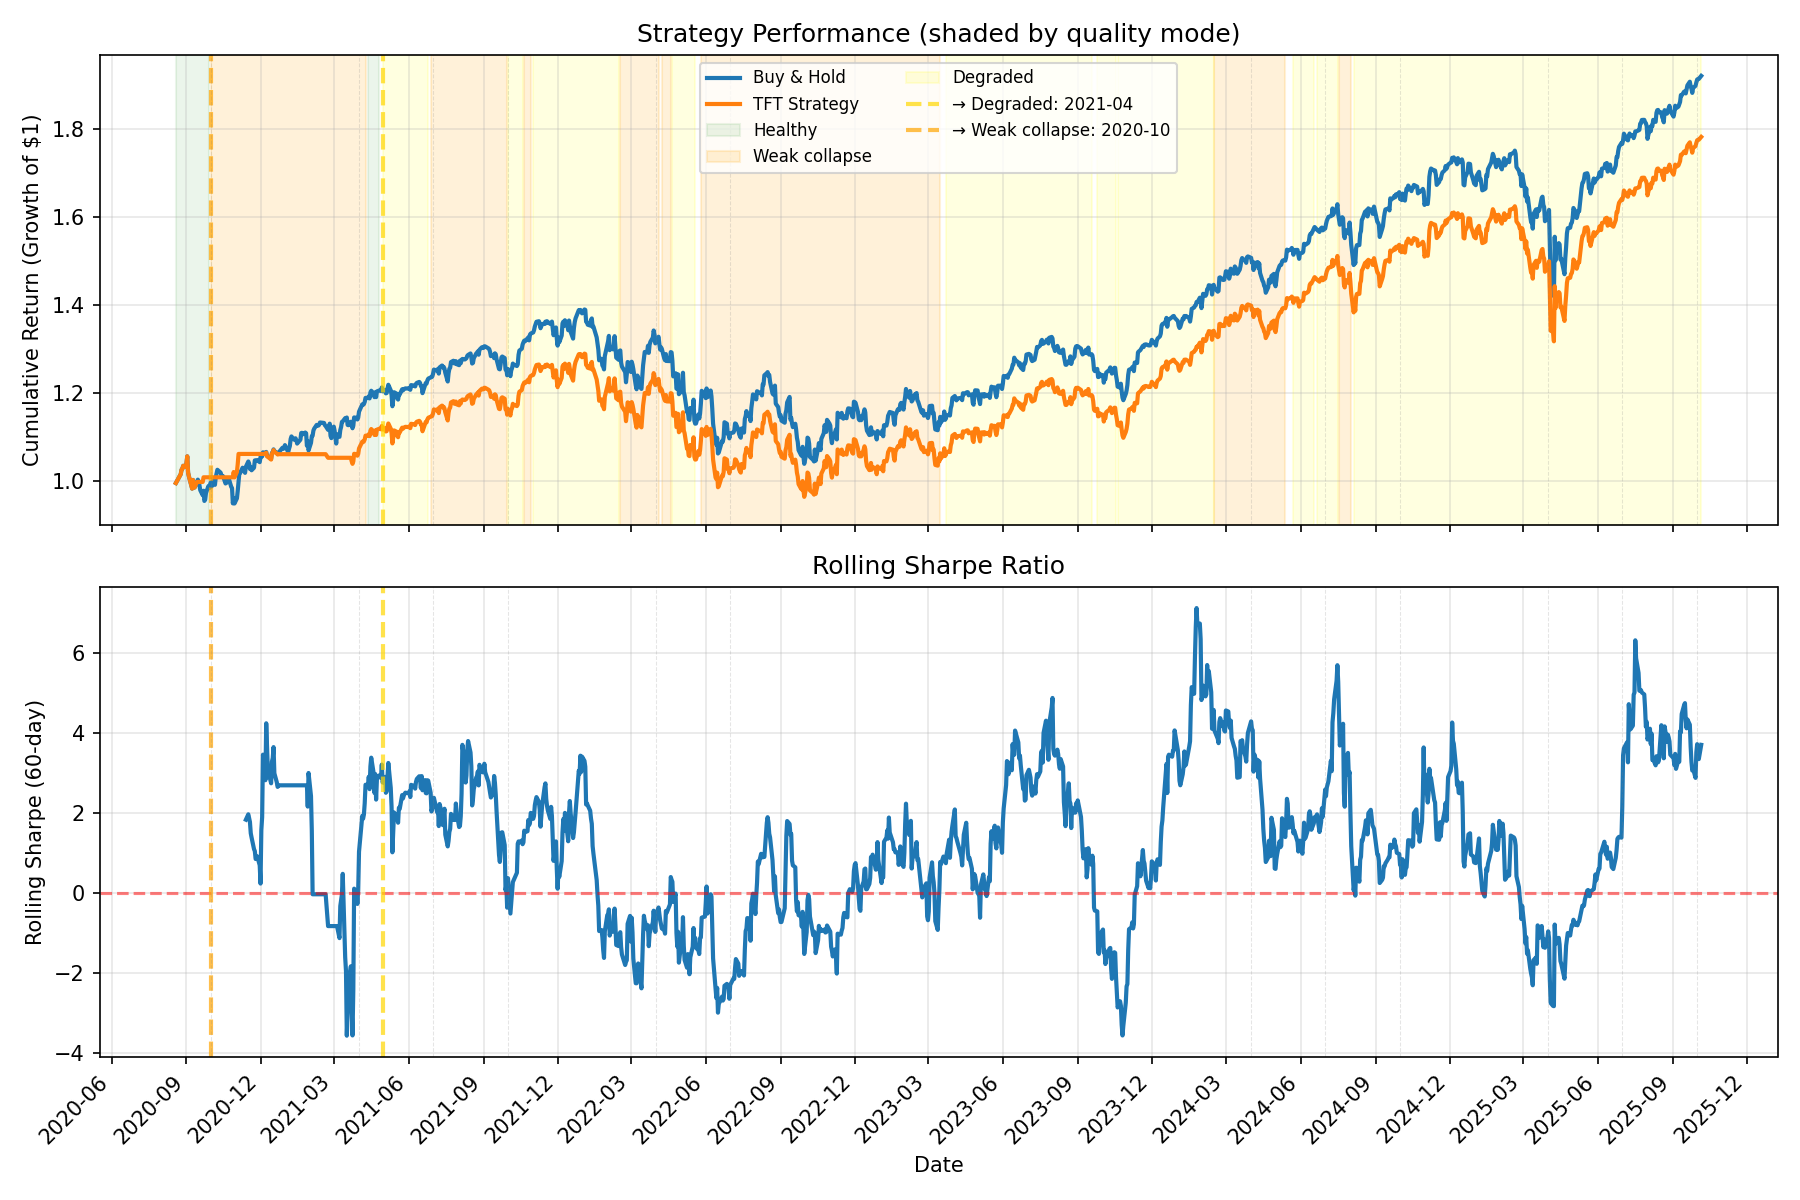 Strategy Performance (shaded by quality mode)
Cumulative Return (Growth of $1)
1.8
1.6
1.4
1.2
1.0
Buy & Hold
TFT Strategy
Healthy
Weak collapse
Degraded
→ Degraded: 2021-04
→ Weak collapse: 2020-10
Rolling Sharpe Ratio
Rolling Sharpe (60-day)
6
4
2
0
−2
−4
2020-06
2020-09
2020-12
2021-03
2021-06
2021-09
2021-12
2022-03
2022-06
2022-09
2022-12
2023-03
2023-06
2023-09
2023-12
2024-03
2024-06
2024-09
2024-12
2025-03
2025-06
2025-09
2025-12
Date